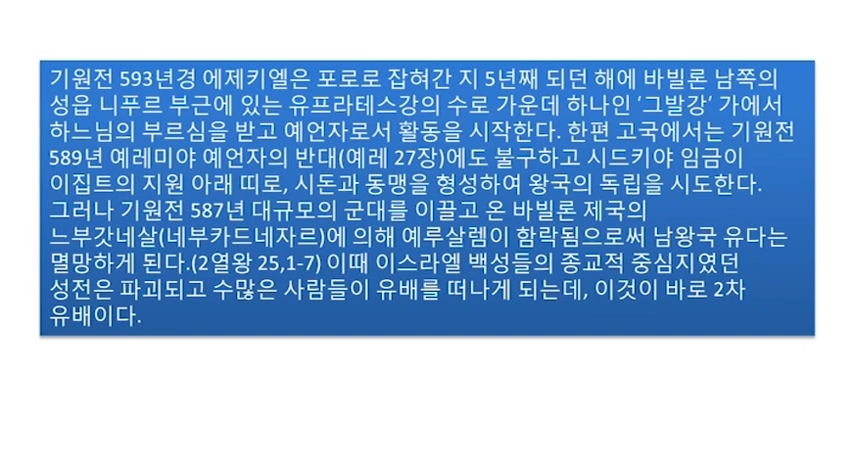 기원전 593년경 에제키엘은 포로로 잡혀간 지 5년째 되던 해에 바빌론 남쪽의
성읍 니푸르 부근에 있는 유프라테스강의 수로 가운데 하나인 ‘그발강’ 가에서
하느님의 부르심을 받고 예언자로서 활동을 시작한다. 한편 고국에서는 기원전
589년 예레미야 예언자의 반대(예레 27장)에도 불구하고 시드키야 임금이
이집트의 지원 아래 띠로, 시돈과 동맹을 형성하여 왕국의 독립을 시도한다.
그러나 기원전 587년 대규모의 군대를 이끌고 온 바빌론 제국의
느부갓네살(네부카드네자르)에 의해 예루살렘이 함락됨으로써 남왕국 유다는
멸망하게 된다.(2열왕 25,1-7) 이때 이스라엘 백성들의 종교적 중심지였던
성전은 파괴되고 수많은 사람들이 유배를 떠나게 되는데, 이것이 바로 2차
유배이다.